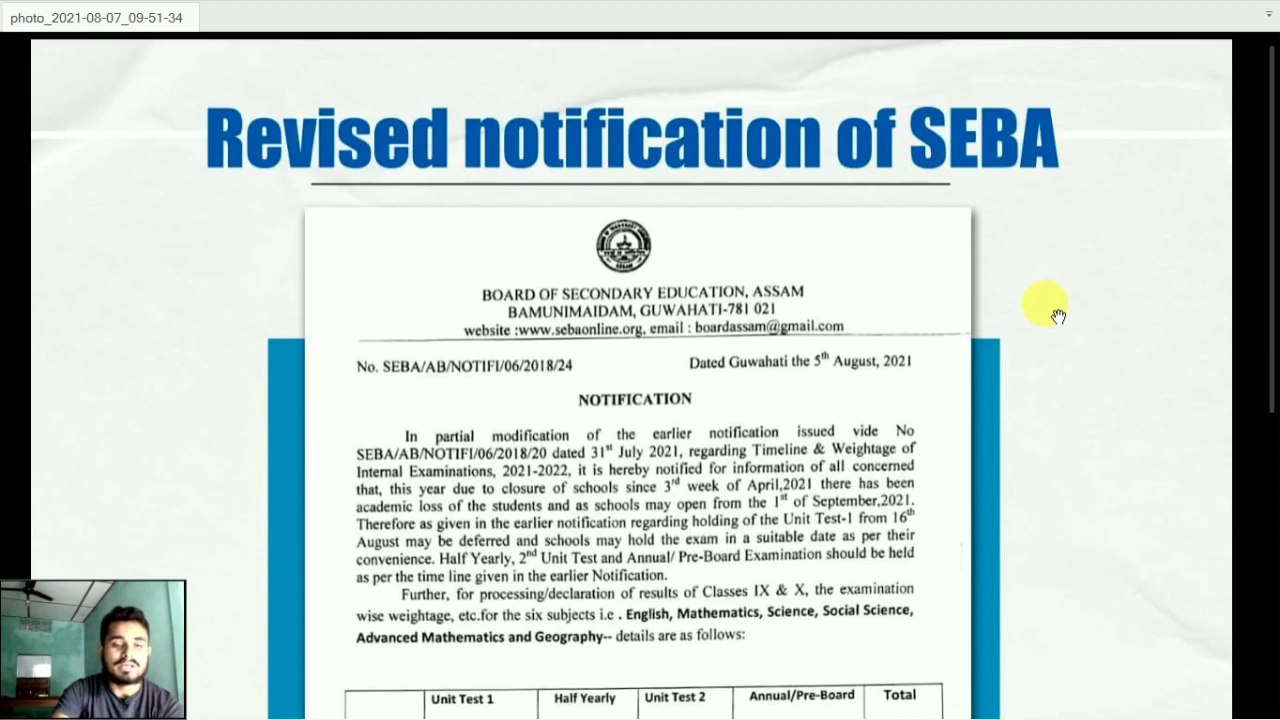 photo_2021-08-07_09-51-34
Revised notification of SEBA
BOARD OF SECONDARY EDUCATION, ASSAM
BAMUNIMAIDAM, GUWAHATI-781 021
website :www.sebaonline.org, email : boardassam@gmail.com
No. SEBA/AB/NOTIFI/06/2018/24 Dated Guwahati the 5th August, 2021
NOTIFICATION
In partial modification of the earlier notification issued vide No
SEBA/AB/NOTIFI/06/2018/20 dated 31st July 2021, regarding Timeline & Weightage of
Internal Examinations, 2021-2022, it is hereby notified for information of all concerned
that, this year due to closure of schools since 3rd week of April,2021 there has been
academic loss of the students and as schools may open from the 1st of September,2021.
Therefore as given in the earlier notification regarding holding of the Unit Test-1 from 16th
August may be deferred and schools may hold the exam in a suitable date as per their
convenience. Half Yearly, 2nd Unit Test and Annual/ Pre-Board Examination should be held
as per the time line given in the earlier Notification.
Further, for processing/declaration of results of Classes IX & X, the examination
wise weightage, etc.for the six subjects i.e . English, Mathematics, Science, Social Science,
Advanced Mathematics and Geography-- details are as follows:
Unit Test 1 Half Yearly Unit Test 2 Annual/Pre-Board Total